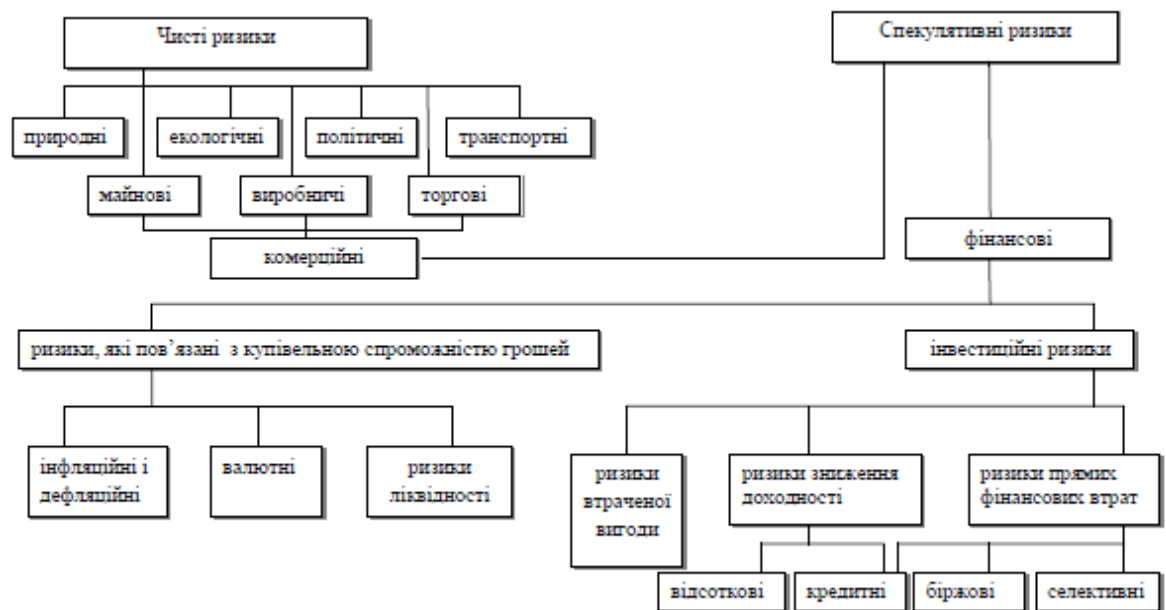 Чисті ризики
Спекулятивні ризики
природні
екологічні
політичні
транспортні
майнові
виробничі
торгові
комерційні
фінансові
ризики, які пов’язані з купівельною спроможністю грошей
інвестиційні ризики
інфляційні і
дефляційні
валютні
ризики
ліквідності
ризики
втраченої
вигоди
ризики зниження
доходності
ризики прямих
фінансових втрат
відсоткові
кредитні
біржові
селективні